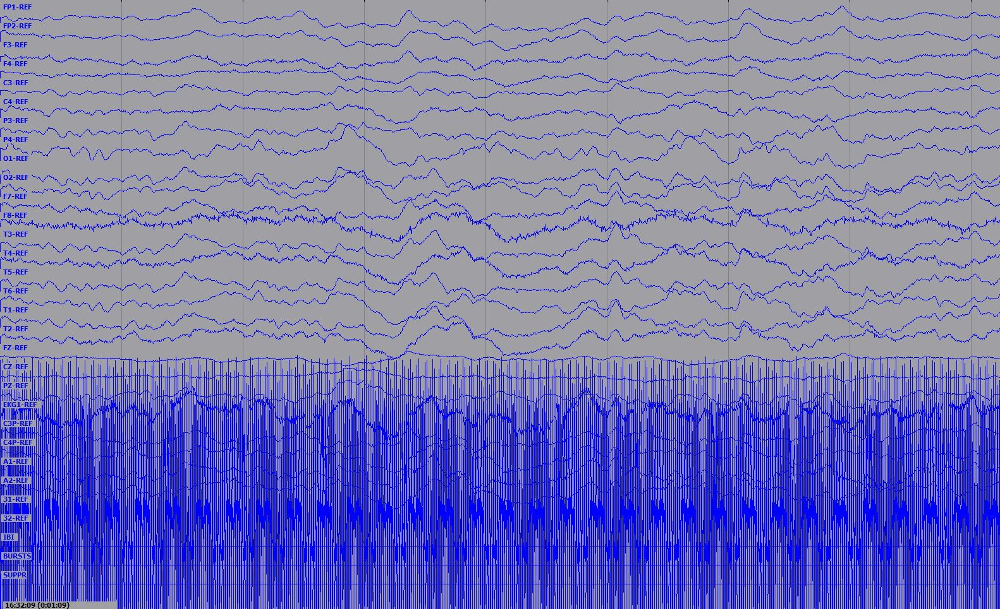 FP1-REF
FP2-REF
F3-REF
F4-REF
C3-REF
C4-REF
P3-REF
P4-REF
O1-REF
O2-REF
F7-REF
F8-REF
T3-REF
T4-REF
T5-REF
T6-REF
T1-REF
T2-REF
FZ-REF
CZ-REF
PZ-REF
EKG1-REF
C3P-REF
C4P-REF
A1-REF
A2-REF
31-REF
32-REF
IBI
BURSTS
SUPPR
16:32:09 (0:01:09)